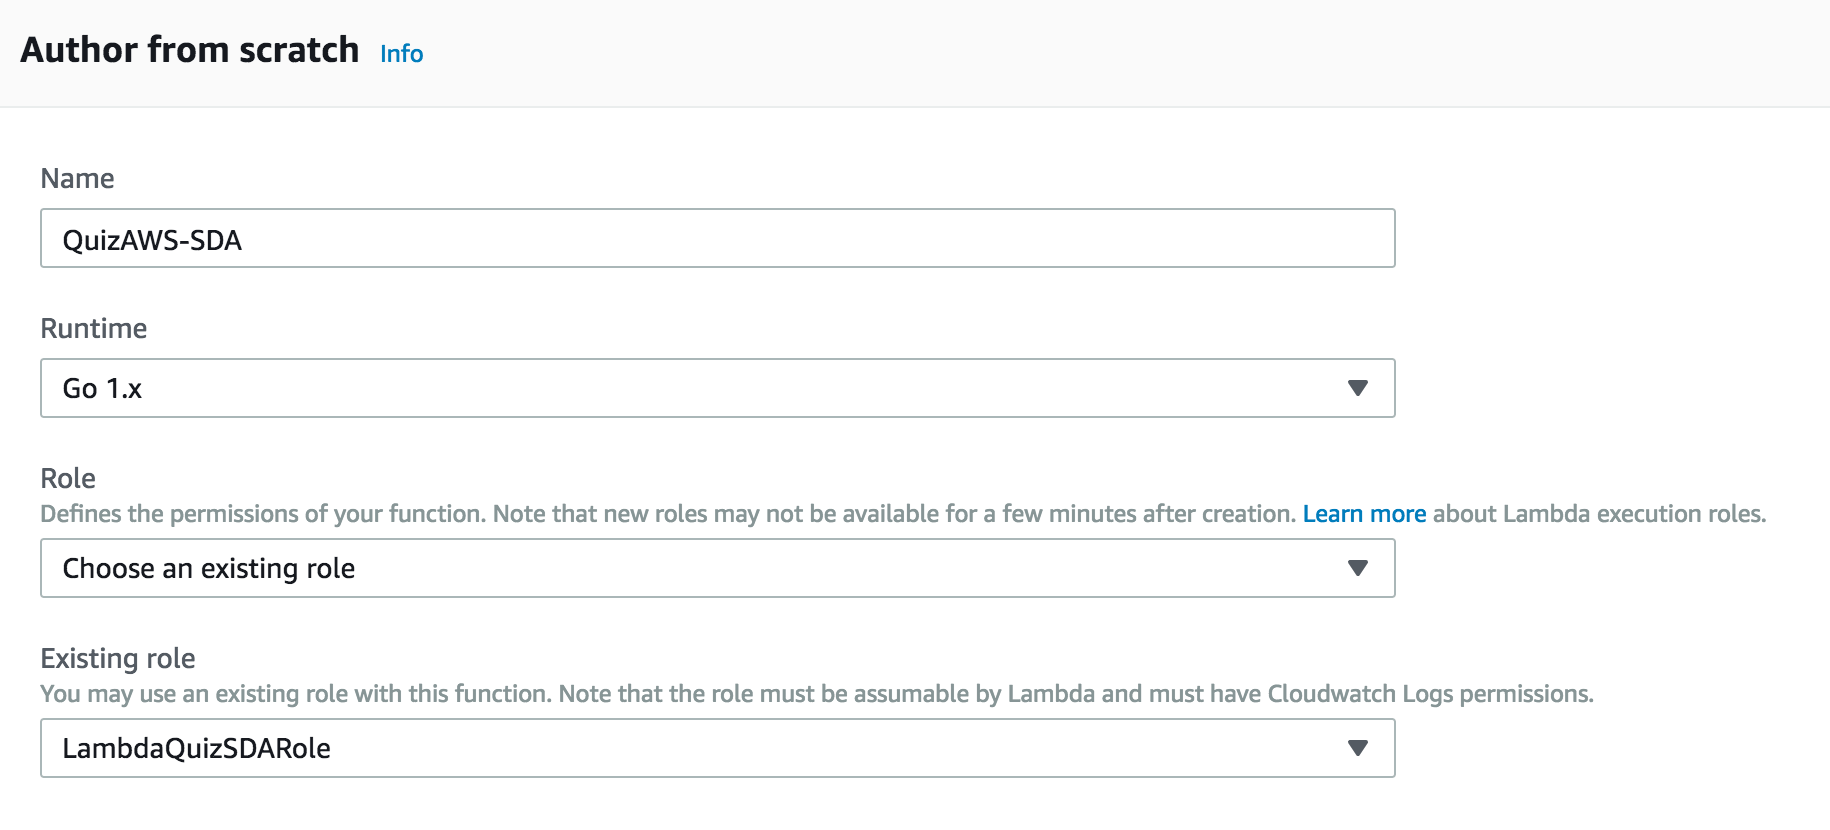 Author from scratch Info
Name
QuizAWS-SDA
Runtime
Go 1.x
Role
Defines the permissions of your function. Note that new roles may not be available for a few minutes after creation. Learn more about Lambda execution roles.
Choose an existing role
Existing role
You may use an existing role with this function. Note that the role must be assumable by Lambda and must have Cloudwatch Logs permissions.
LambdaQuizSDARole